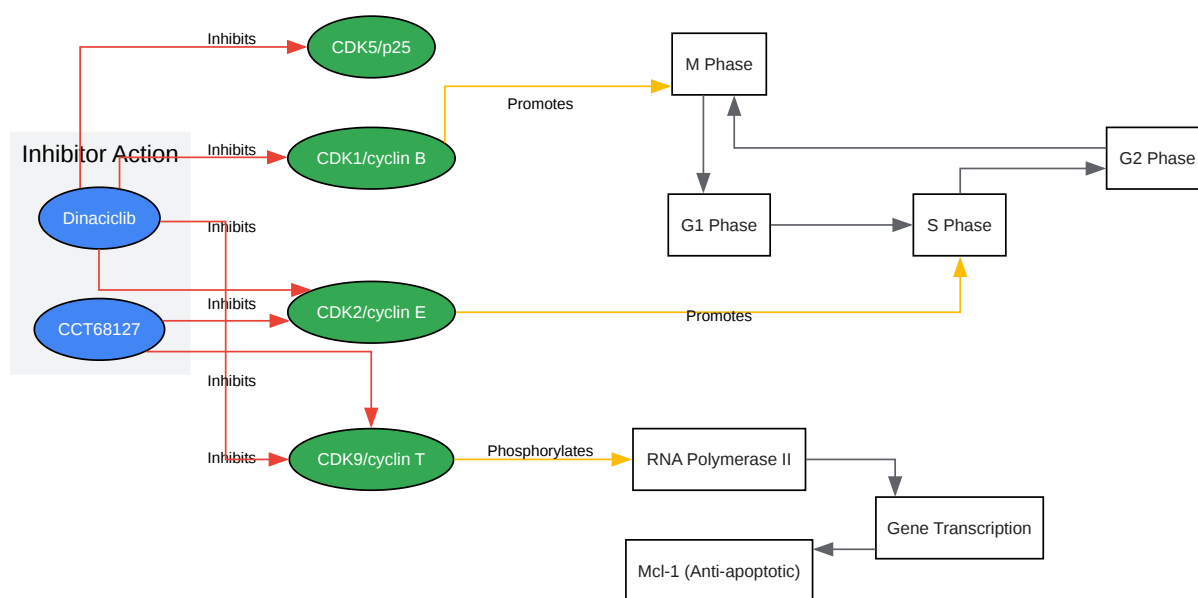 Inhibits
CDK5/p25
M Phase
Promotes
Inhibitor Action
Inhibits
CDK1/cyclin B
G2 Phase
Dinaciclib
Inhibits
G1 Phase
S Phase
CCT68127
Inhibits
CDK2/cyclin E
Promotes
Inhibits
Inhibits
CDK9/cyclin T
Phosphorylates
RNA Polymerase II
Gene Transcription
Mcl-1 (Anti-apoptotic)